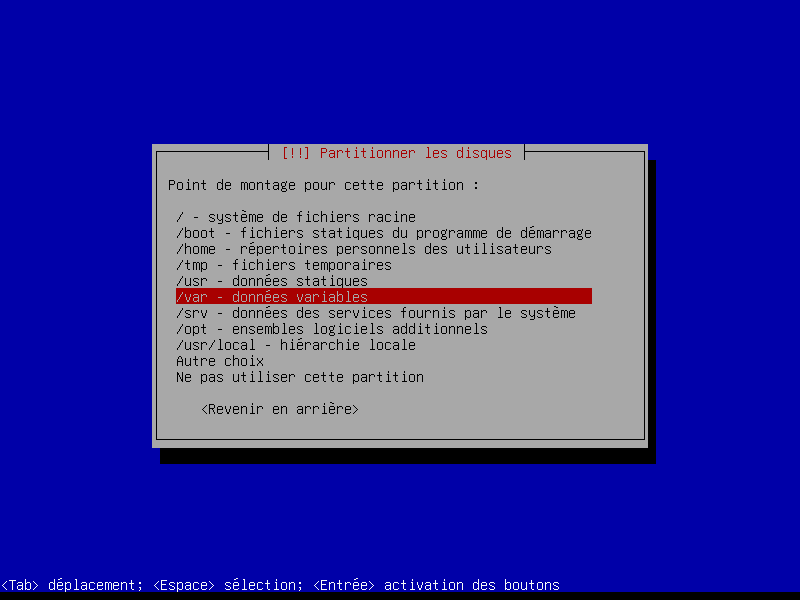 [!!] Partitionner les disques
Point de montage pour cette partition :
/ - système de fichiers racine
/boot - fichiers statiques du programme de démarrage
/home - répertoires personnels des utilisateurs
/tmp - fichiers temporaires
/usr - données statiques
/var - données variables
/srv - données des services fournis par le système
/opt - ensembles logiciels additionnels
/usr/local - hiérarchie locale
Autre choix
Ne pas utiliser cette partition
<Revenir en arrière>
<Tab> déplacement; <Espace> sélection; <Entrée> activation des boutons